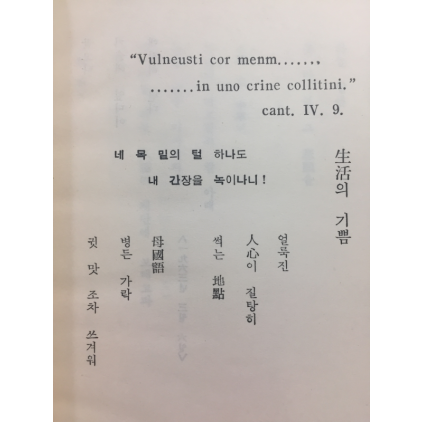 “Vulneusti cor menm.......,
.......in uno crine collitini.”
cant. IV. 9.
네 목 밑의 털 하나도
내 간장을 녹이나니!
生活의 기쁨
얼룩진
人心이 질탕히
썩는 地點
母國語
병든 가락
귓 맛 조차 쓰겨워